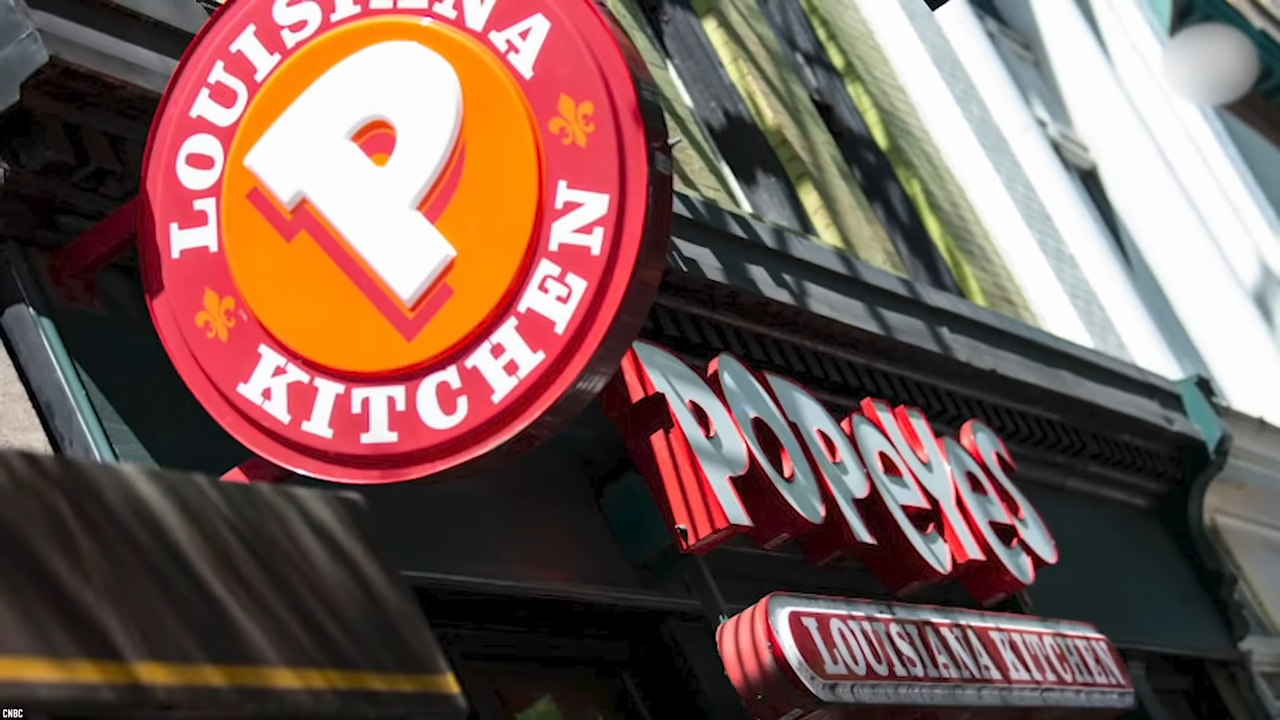 LOUISIANA
P
KITCHEN
POPEYES
LOUISIANA KITCHEN
CNBC